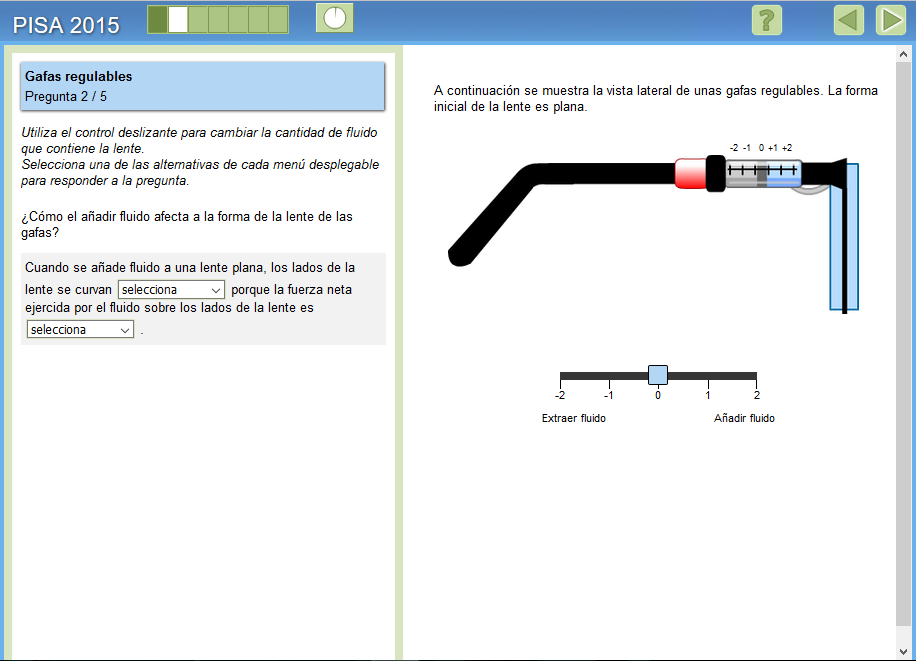 PISA 2015
?
Gafas regulables
Pregunta 2 / 5
Utiliza el control deslizante para cambiar la cantidad de fluido
que contiene la lente.
Selecciona una de las alternativas de cada menú desplegable
para responder a la pregunta.
¿Cómo el añadir fluido afecta a la forma de la lente de las
gafas?
Cuando se añade fluido a una lente plana, los lados de la
lente se curvan selecciona porque la fuerza neta
ejercida por el fluido sobre los lados de la lente es
selecciona .
A continuación se muestra la vista lateral de unas gafas regulables. La forma
inicial de la lente es plana.
-2 -1 0 +1 +2
-2 -1 0 1 2
Extraer fluido Añadir fluido